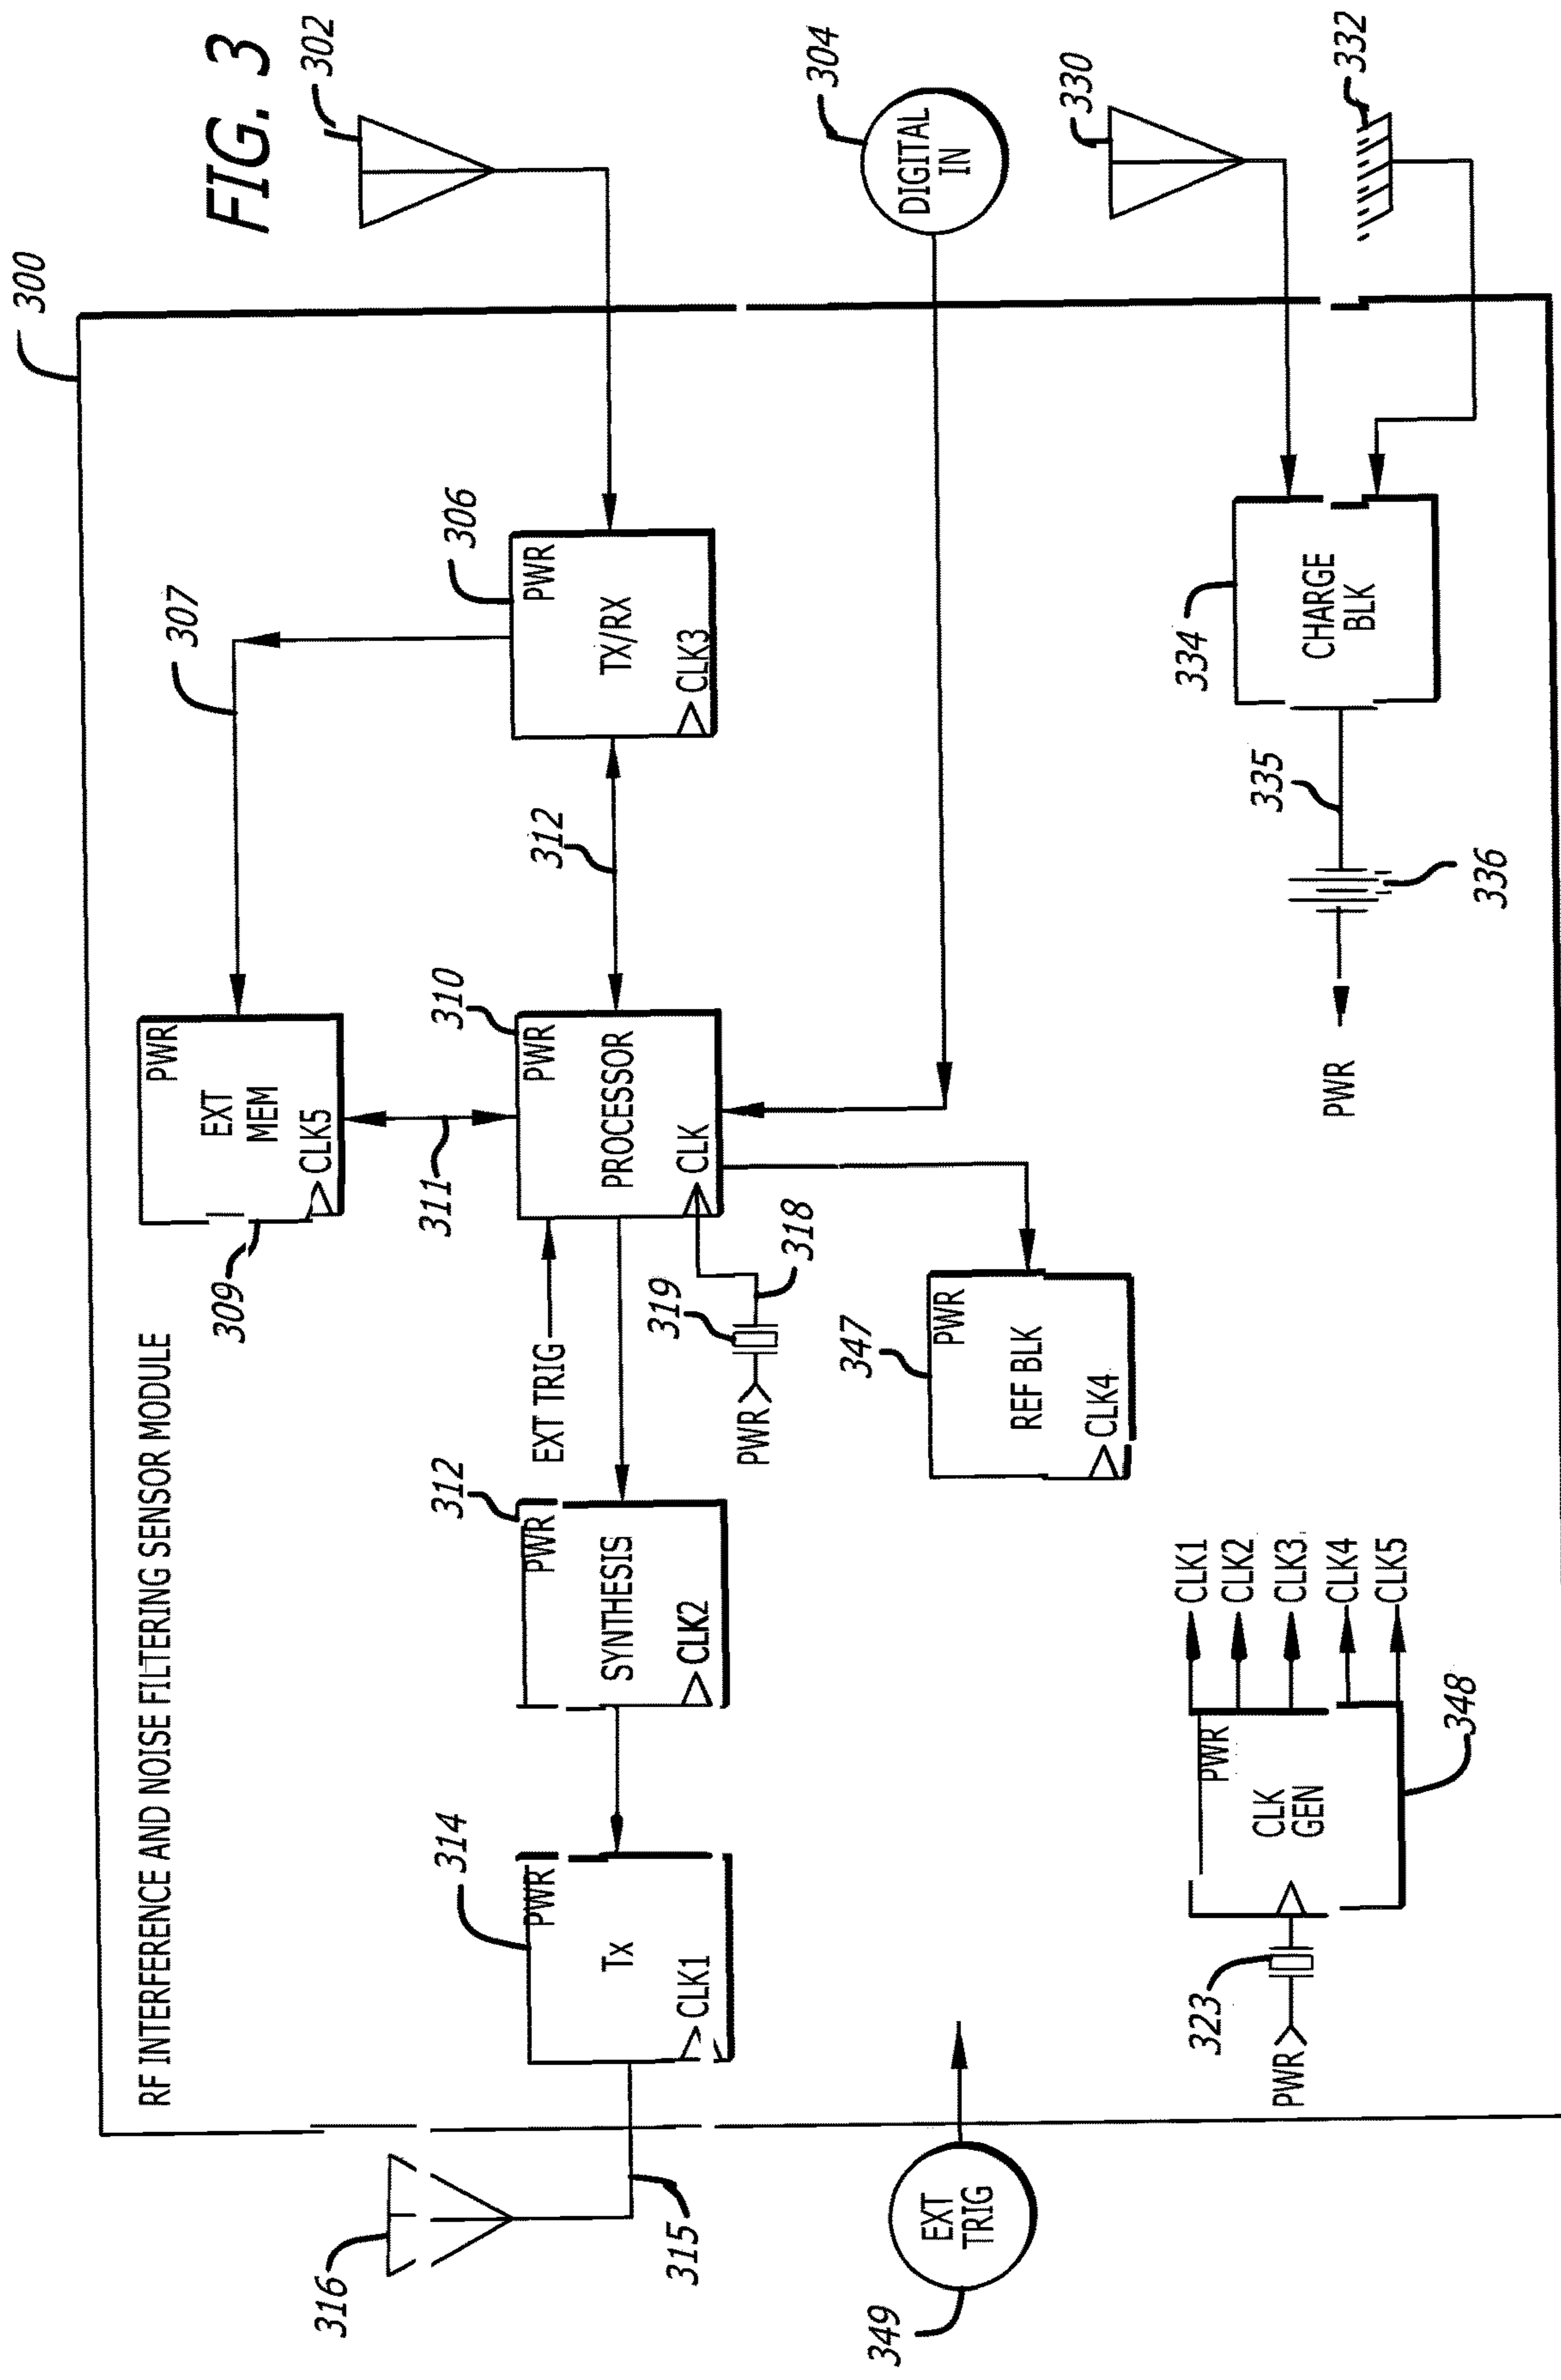 FIG. 3
300
RF INTERFERENCE AND NOISE FILTERING SENSOR MODULE
302
304
330
332
316
315
349
EXT
TRIG
314
PWR
Tx
CLK1
312
PWR
SYNTHESIS
CLK2
EXT TRIG
310
PWR
PROCESSOR
CLK
309
PWR
EXT
MEM
CLK5
311
307
306
PWR
TX/RX
CLK3
312
DIGITAL
IN
318
319
PWR
347
PWR
REF BLK
CLK4
334
CHARGE
BLK
335
336
PWR
323
PWR
PWR
CLK
GEN
348
CLK1
CLK2
CLK3
CLK4
CLK5